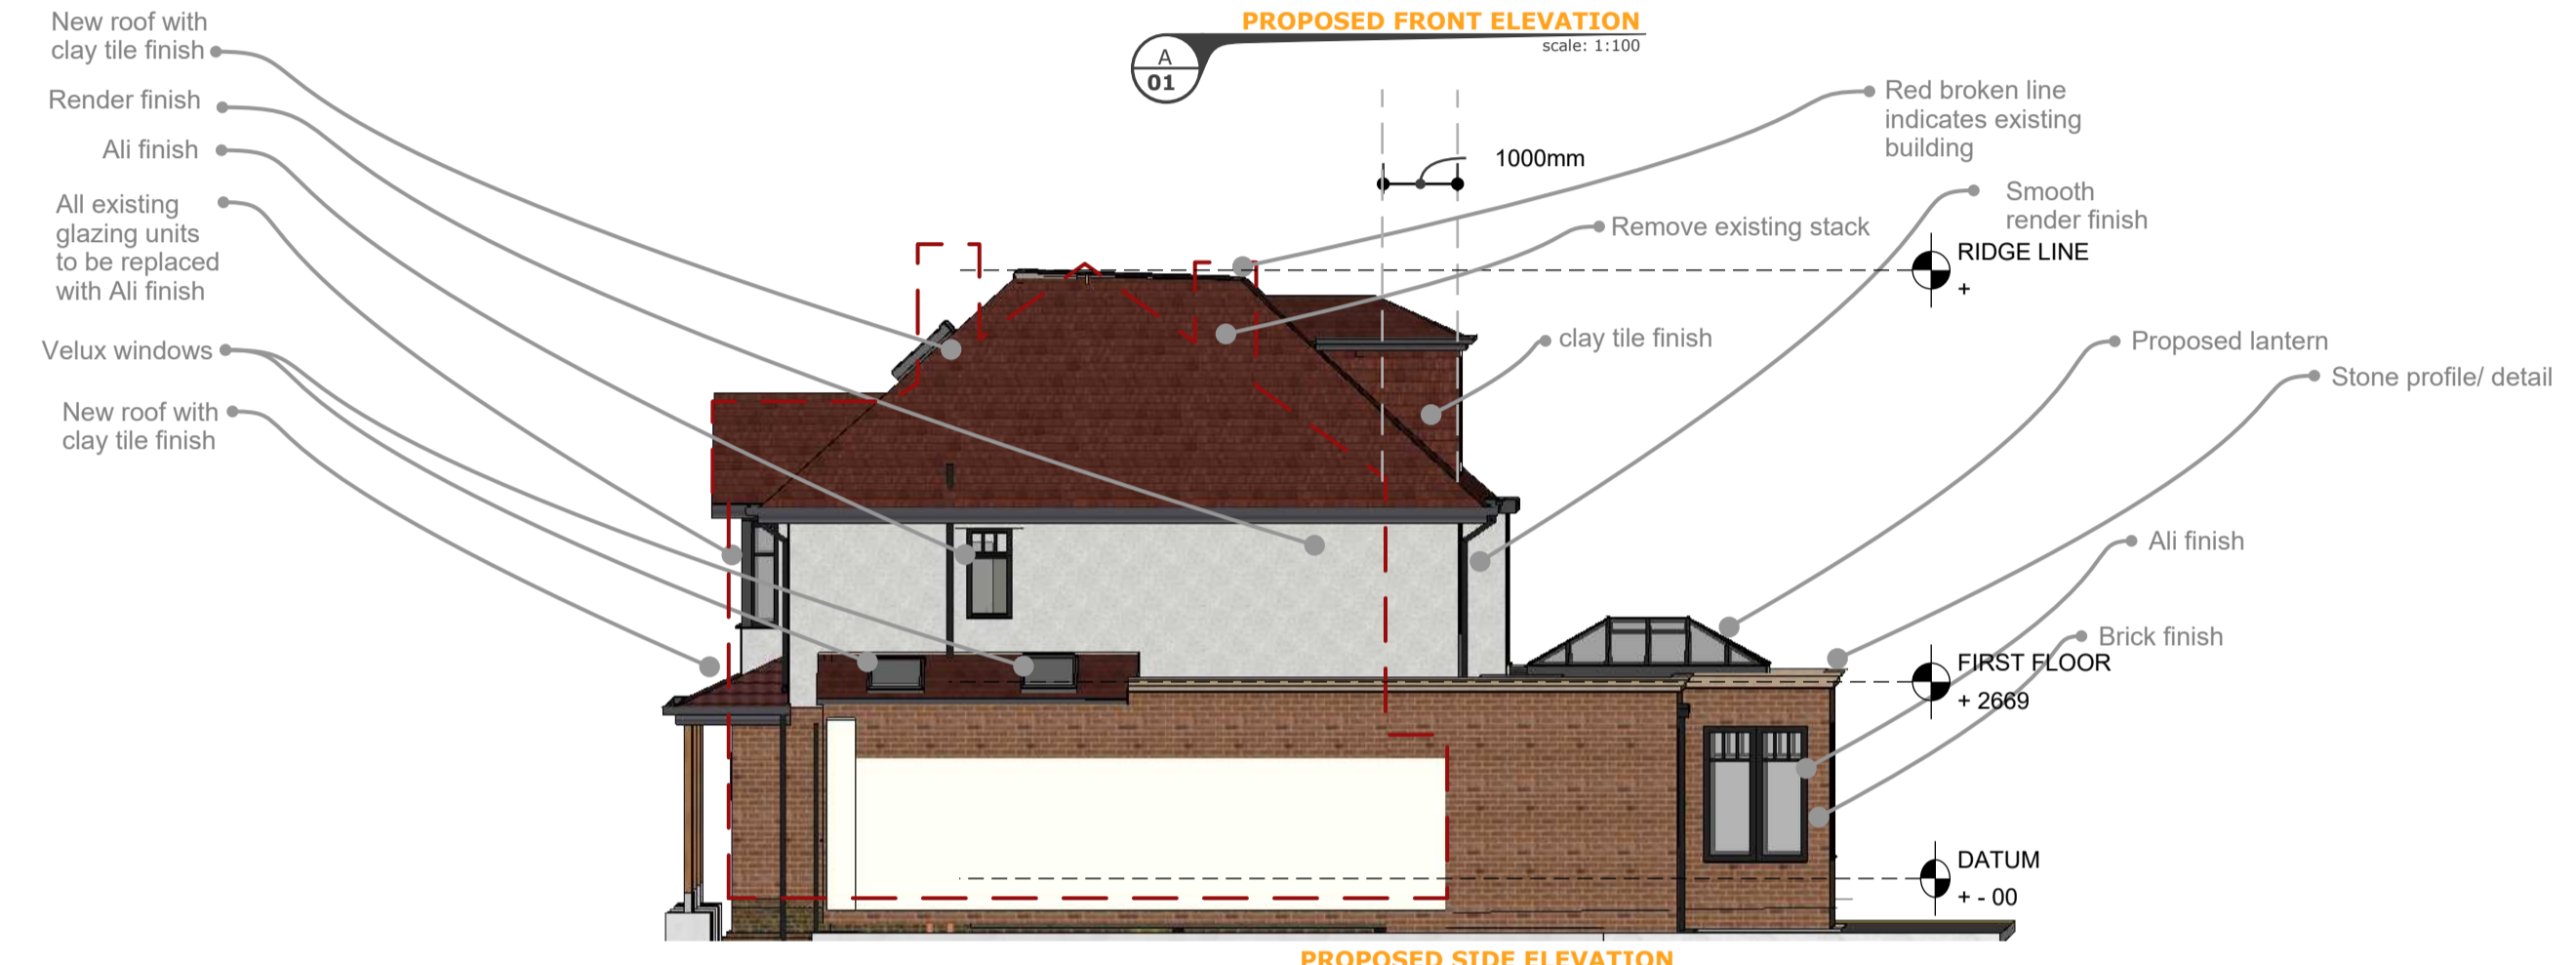 PROPOSED FRONT ELEVATION
scale: 1:100
A
01
New roof with
clay tile finish
Render finish
Ali finish
All existing
glazing units
to be replaced
with Ali finish
Velux windows
New roof with
clay tile finish
1000mm
Red broken line
indicates existing
building
Remove existing stack
Smooth
render finish
RIDGE LINE
+
clay tile finish
Proposed lantern
Stone profile/ detail
Ali finish
Brick finish
FIRST FLOOR
+ 2669
DATUM
+ - 00
PROPOSED SIDE ELEVATION